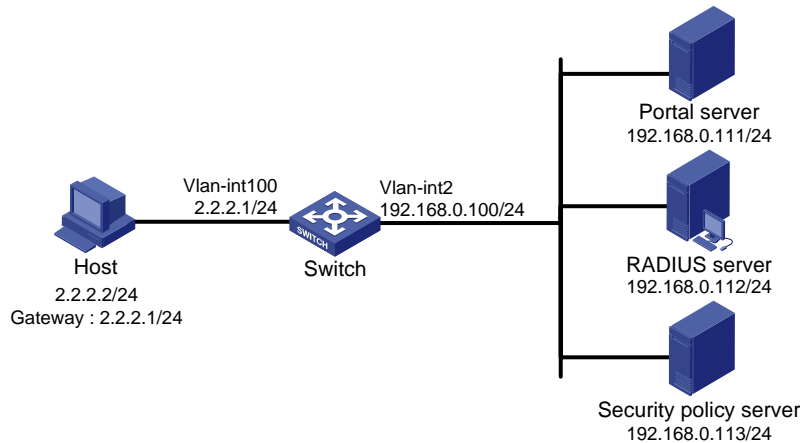 Portal server
192.168.0.111/24
Vlan-int100
2.2.2.1/24
Vlan-int2
192.168.0.100/24
SWITCH
Host
Switch
2.2.2.2/24
Gateway : 2.2.2.1/24
RADIUS server
192.168.0.112/24
Security policy server
192.168.0.113/24